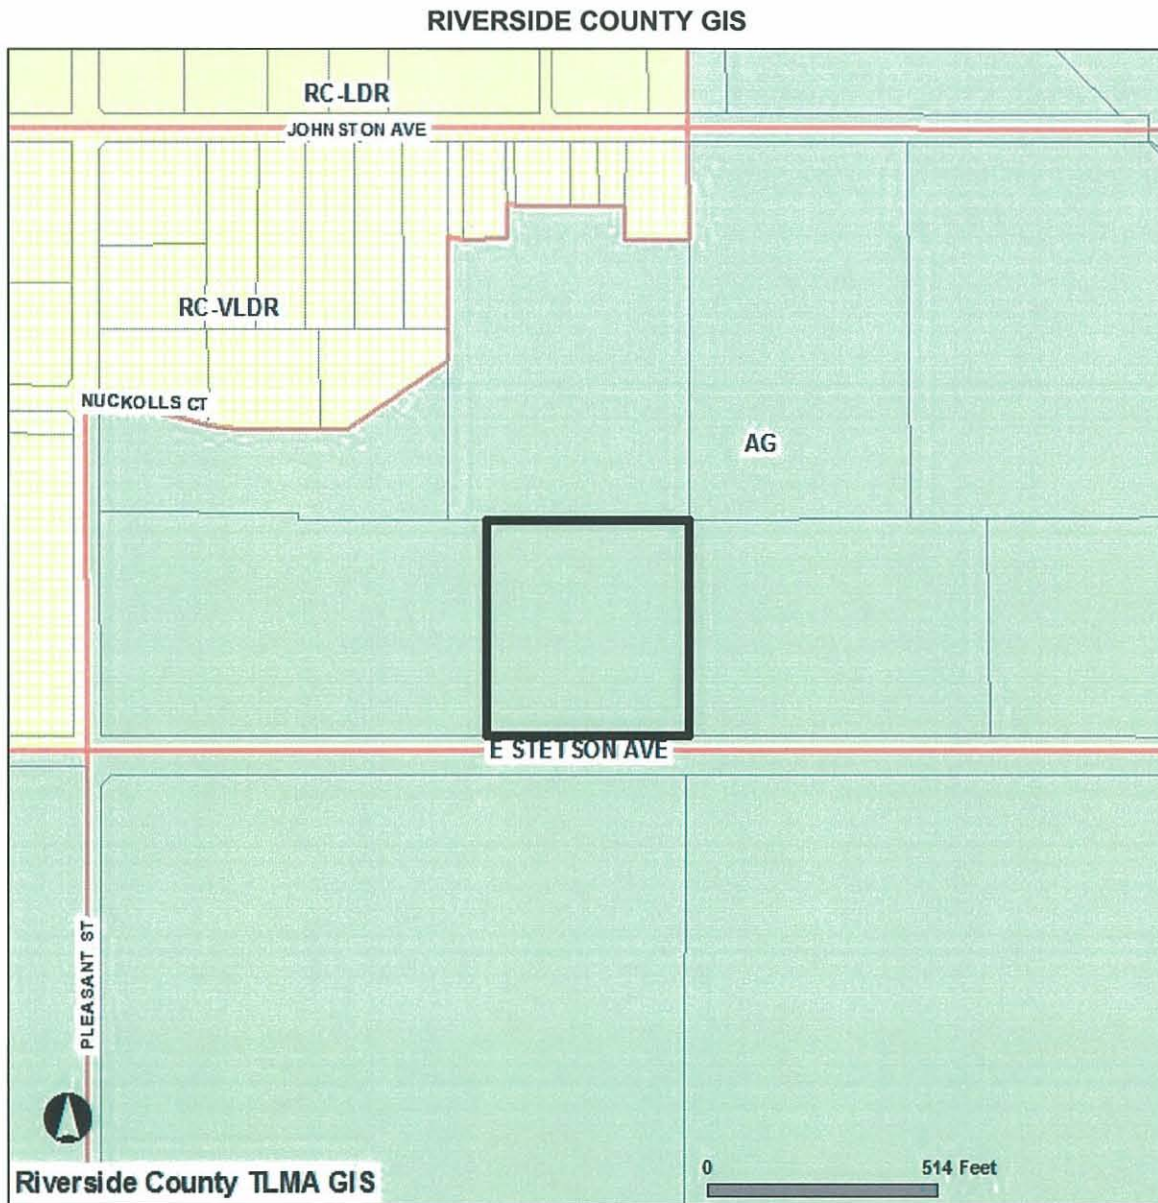 RIVERSIDE COUNTY GIS
RC-LDR
JOHNSTON AVE
RC-VLDR
NUCKOLLS CT
AG
E STETSON AVE
PLEASANT ST
0 514 Feet
Riverside County TLMA GIS